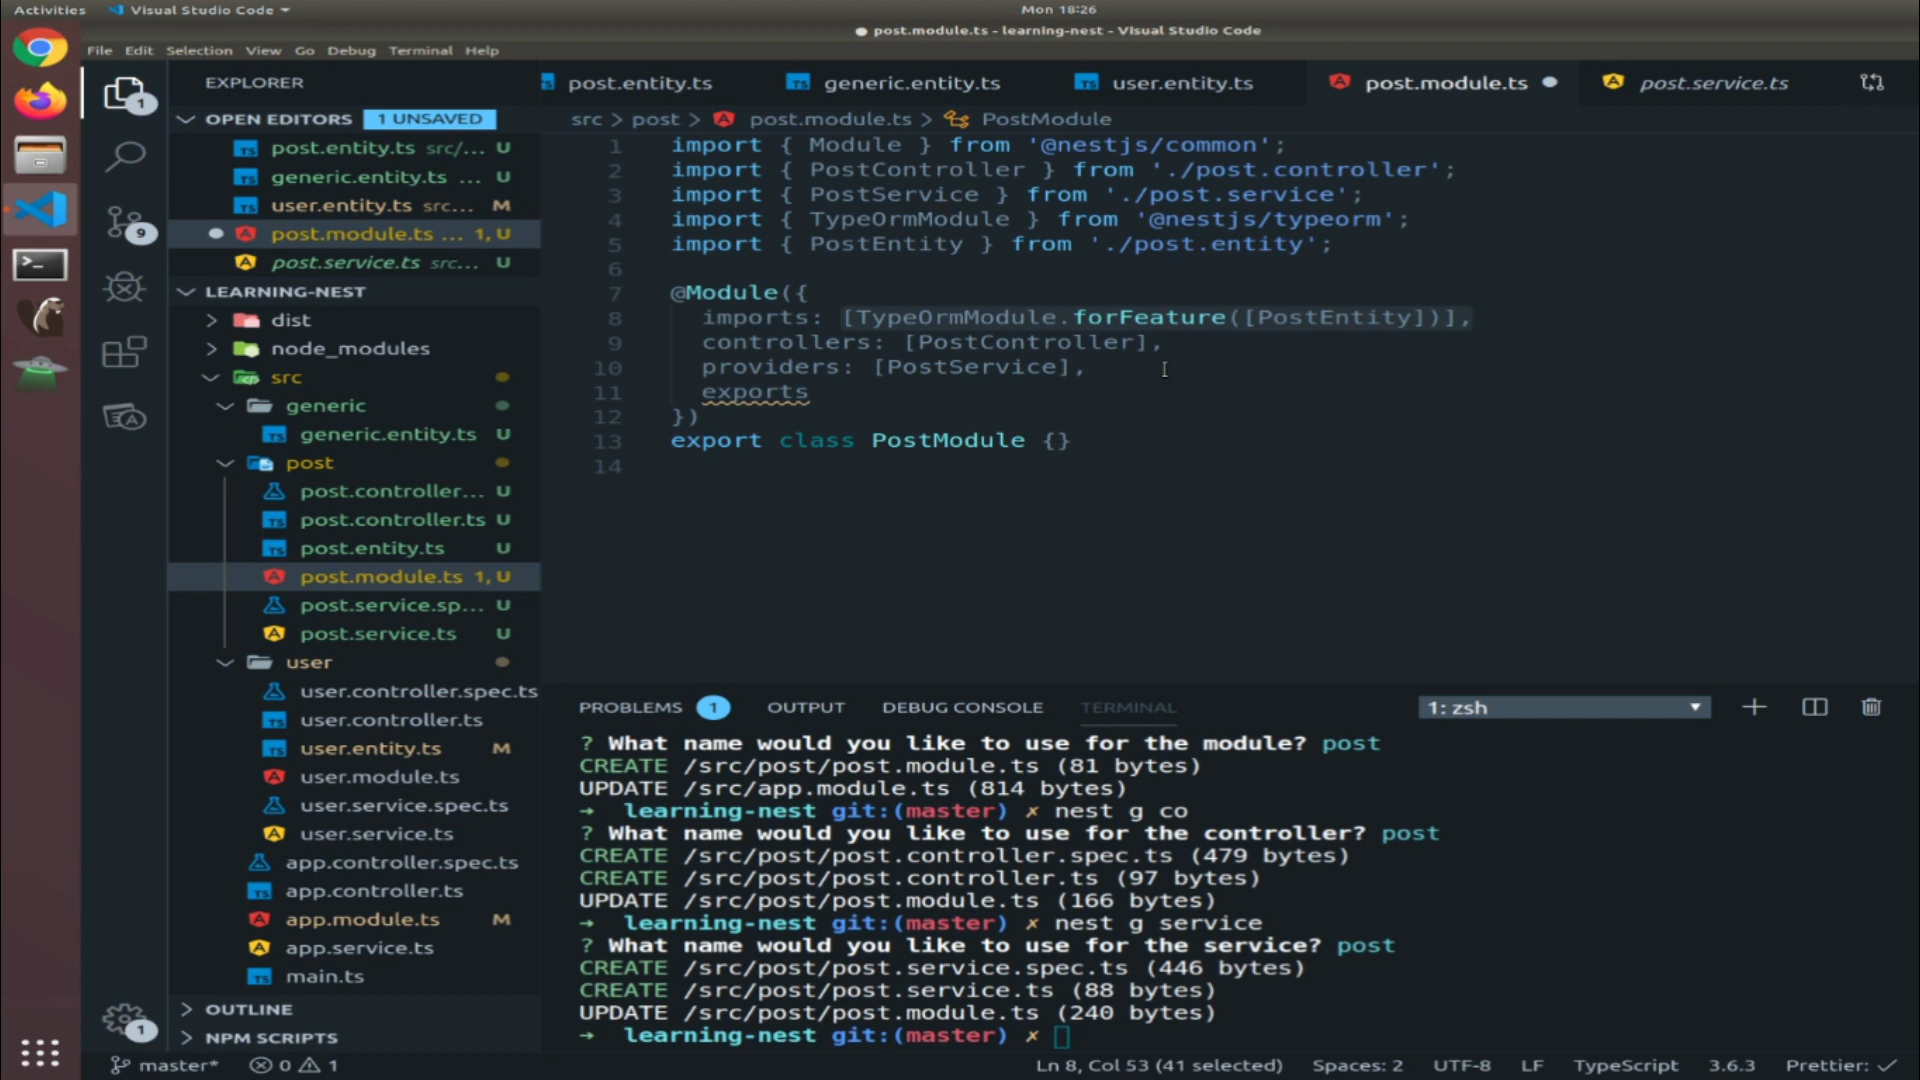 Activities Visual Studio Code
Mon 18:26
● post.module.ts - learning-nest - Visual Studio Code
File Edit Selection View Go Debug Terminal Help
1
9
1
EXPLORER
OPEN EDITORS 1 UNSAVED
post.entity.ts src/... U
generic.entity.ts ... U
user.entity.ts src... M
post.module.ts ... 1, U
post.service.ts src... U
LEARNING-NEST
dist
node_modules
src
generic
generic.entity.ts U
post
post.controller... U
post.controller.ts U
post.entity.ts U
post.module.ts 1, U
post.service.sp... U
post.service.ts U
user
user.controller.spec.ts
user.controller.ts
user.entity.ts M
user.module.ts
user.service.spec.ts
user.service.ts
app.controller.spec.ts
app.controller.ts
app.module.ts M
app.service.ts
main.ts
OUTLINE
NPM SCRIPTS
post.entity.ts generic.entity.ts user.entity.ts post.module.ts post.service.ts
src > post > post.module.ts > PostModule
1 import { Module } from '@nestjs/common';
2 import { PostController } from './post.controller';
3 import { PostService } from './post.service';
4 import { TypeOrmModule } from '@nestjs/typeorm';
5 import { PostEntity } from './post.entity';
6
7 @Module({
8 imports: [TypeOrmModule.forFeature([PostEntity])],
9 controllers: [PostController],
10 providers: [PostService],
11 exports
12 })
13 export class PostModule {}
14
PROBLEMS 1 OUTPUT DEBUG CONSOLE TERMINAL 1: zsh
? What name would you like to use for the module? post
CREATE /src/post/post.module.ts (81 bytes)
UPDATE /src/app.module.ts (814 bytes)
→ learning-nest git:(master) ✗ nest g co
? What name would you like to use for the controller? post
CREATE /src/post/post.controller.spec.ts (479 bytes)
CREATE /src/post/post.controller.ts (97 bytes)
UPDATE /src/post/post.module.ts (166 bytes)
→ learning-nest git:(master) ✗ nest g service
? What name would you like to use for the service? post
CREATE /src/post/post.service.spec.ts (446 bytes)
CREATE /src/post/post.service.ts (88 bytes)
UPDATE /src/post/post.module.ts (240 bytes)
→ learning-nest git:(master) ✗
master* 0 1 Ln 8, Col 53 (41 selected) Spaces: 2 UTF-8 LF TypeScript 3.6.3 Prettier: ✓